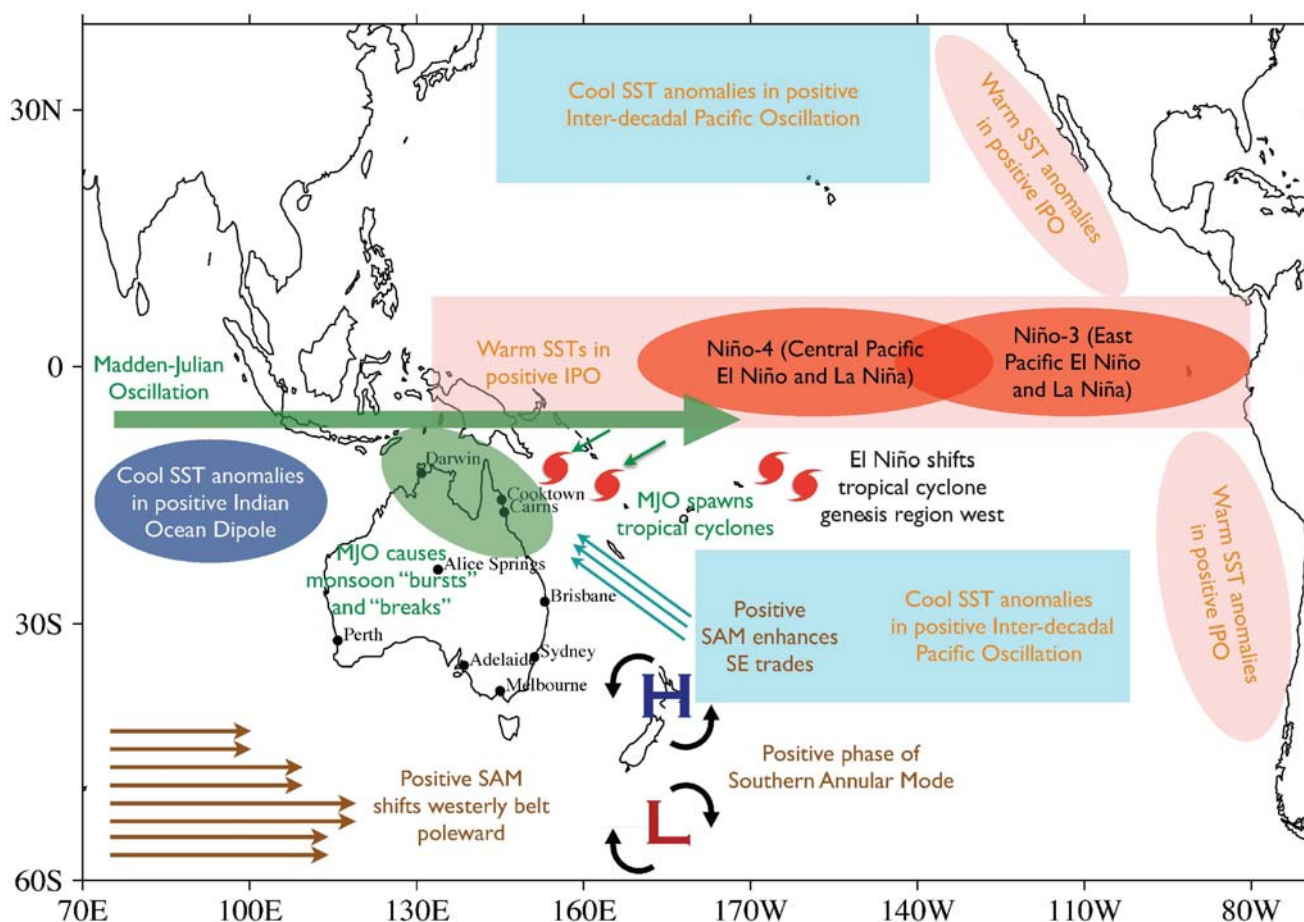 30N
0
30S
60S
Cool SST anomalies in positive
Inter-decadal Pacific Oscillation
Warm SST anomalies
in positive IPO
Madden-Julian
Oscillation
Warm SSTs in
positive IPO
Niño-4 (Central Pacific
El Niño and La Niña)
Niño-3 (East
Pacific El Niño
and La Niña)
Cool SST anomalies
in positive Indian
Ocean Dipole
Darwin
Cooktown
Cairns
MJO spawns
tropical cyclones
El Niño shifts
tropical cyclone
genesis region west
MJO causes
monsoon “bursts”
and “breaks”
Alice Springs
Brisbane
Perth
Adelaide
Sydney
Melbourne
Positive
SAM enhances
SE trades
Cool SST anomalies
in positive Inter-decadal
Pacific Oscillation
Warm SST anomalies
in positive IPO
H
Positive phase of
Southern Annular Mode
L
Positive SAM
shifts westerly belt
poleward
70E 100E 130E 160E 170W 140W 110W 80W